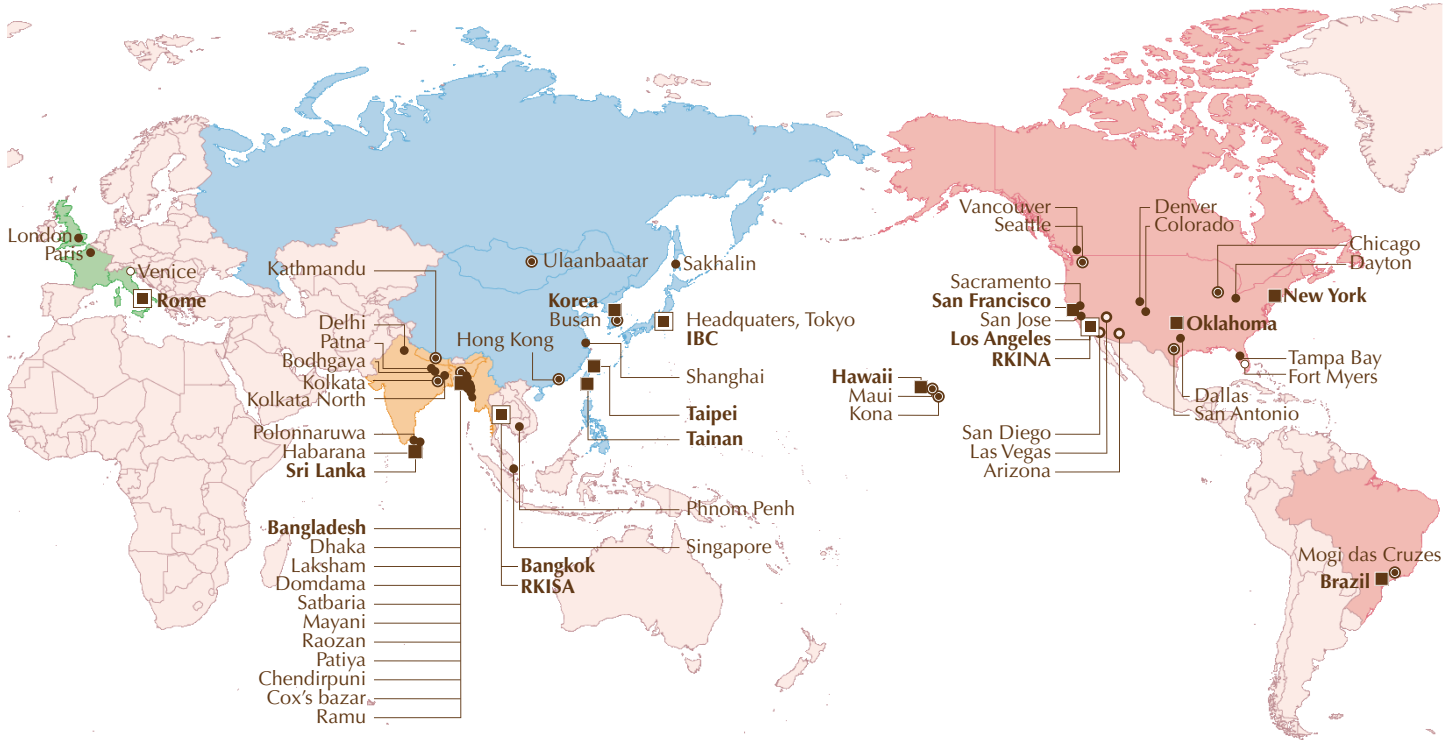 London
Paris
Venice
Rome
Kathmandu
Delhi
Patna
Bodhgaya
Kolkata
Kolkata North
Polonnaruwa
Habarana
Sri Lanka
Bangladesh
Dhaka
Laksham
Domdama
Satbaria
Mayani
Raozan
Patiya
Chendirpuni
Cox's bazar
Ramu
Ulaanbaatar
Sakhalin
Korea
Busan
Headquaters, Tokyo
IBC
Hong Kong
Shanghai
Taipei
Tainan
Phnom Penh
Singapore
Bangkok
RKISA
Vancouver
Seattle
Denver
Colorado
Chicago
Dayton
Sacramento
San Francisco
San Jose
Los Angeles
RKINA
New York
Oklahoma
Tampa Bay
Fort Myers
Dallas
San Antonio
Hawaii
Maui
Kona
San Diego
Las Vegas
Arizona
Mogi das Cruzes
Brazil